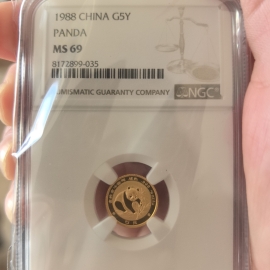 1988 CHINA G5Y
PANDA
MS 69
8172899-035
NUMISMATIC GUARANTY COMPANY
NGC